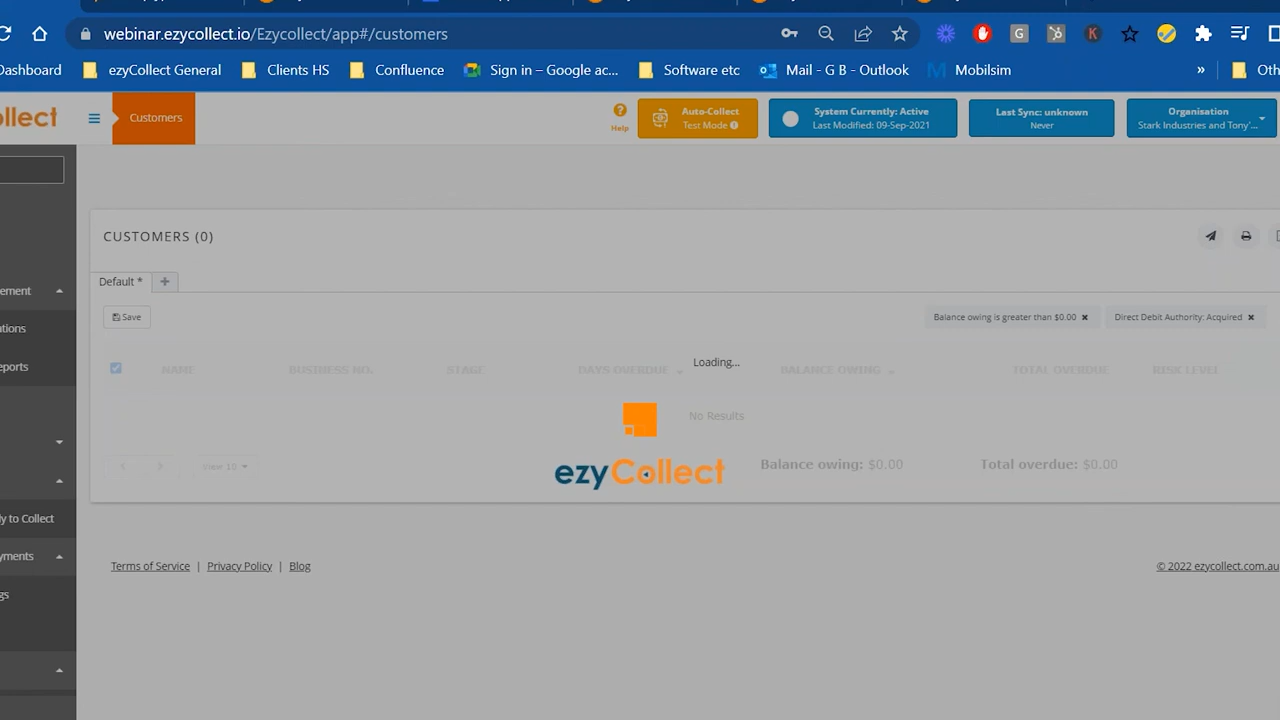 webinar.ezycollect.io/Ezycollect/app#/customers
Dashboard
ezyCollect General
Clients HS
Confluence
Sign in – Google ac...
Software etc
Mail - G B - Outlook
Mobilsim
»
Oth
ollect
Customers
Help
Auto-Collect
Test Mode
System Currently: Active
Last Modified: 09-Sep-2021
Last Sync: unknown
Never
Organisation
Stark Industries and Tony'...
CUSTOMERS (0)
Default *
+
Save
Balance owing is greater than $0.00 ×
Direct Debit Authority: Acquired ×
NAME
BUSINESS NO.
STAGE
DAYS OVERDUE
Loading...
BALANCE OWING
TOTAL OVERDUE
RISK LEVEL
No Results
View 10
ezyCollect
Balance owing: $0.00
Total overdue: $0.00
ement
ations
eports
y to Collect
yments
gs
Terms of Service | Privacy Policy | Blog
© 2022 ezycollect.com.au